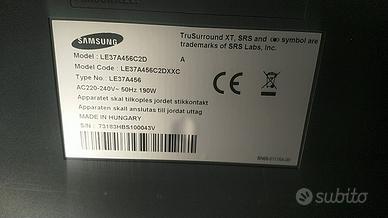 SAMSUNG
TruSurround XT, SRS and symbol are
trademarks of SRS Labs, Inc.
Model : LE37A456C2D A
Model Code : LE37A456C2DXXC
Type No. : LE37A456
AC220-240V~ 50Hz 190W
Apparatet skal tilkoples jordet stikkontakt
Apparaten skall anslutas till jordat uttag
MADE IN HUNGARY
S/N : 73183HBS100043V
CE
subito